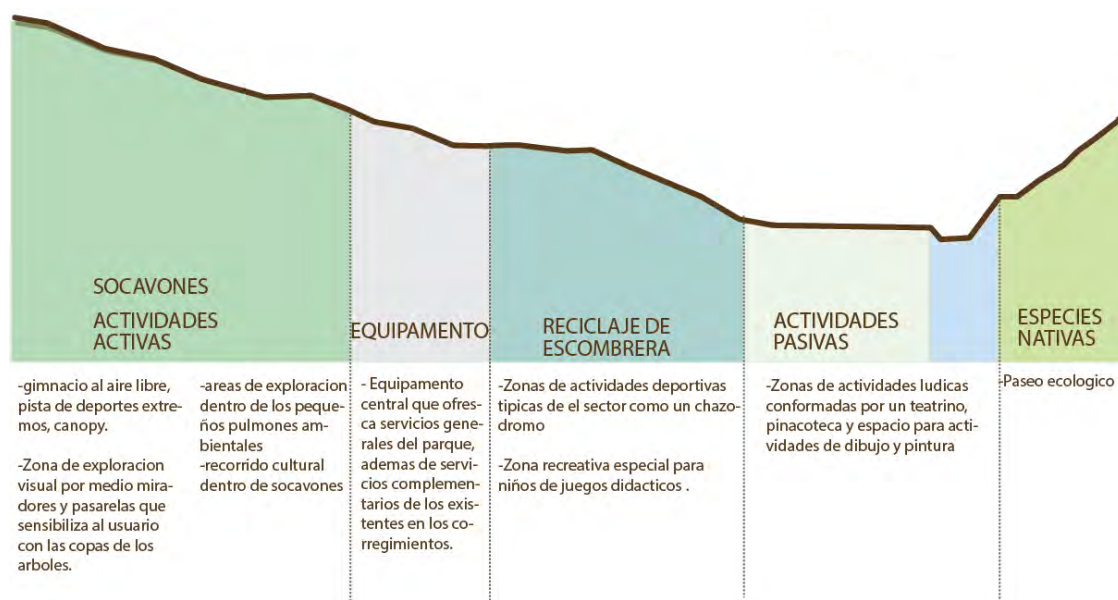 SOCAVONES
ACTIVIDADES
ACTIVAS
-gimnacio al aire libre,
pista de deportes extre-
mos, canopy.
-Zona de exploracion
visual por medio mira-
dores y pasarelas que
sensibiliza al usuario
con las copas de los
arboles.
-areas de exploracion
dentro de los peque-
ños pulmones am-
bientales
-recorrido cultural
dentro de socavones
EQUIPAMENTO
- Equipamento
central que ofres-
ca servicios gene-
rales del parque,
ademas de servi-
cios complemen-
tarios de los exis-
tentes en los co-
rregimientos.
RECICLAJE DE
ESCOMBRERA
-Zonas de actividades deportivas
tipicas de el sector como un chazo-
dromo
-Zona recreativa especial para
niños de juegos didacticos .
ACTIVIDADES
PASIVAS
-Zonas de actividades ludicas
conformadas por un teatrino,
pinacoteca y espacio para acti-
vidades de dibujo y pintura
ESPECIES
NATIVAS
-Paseo ecologico